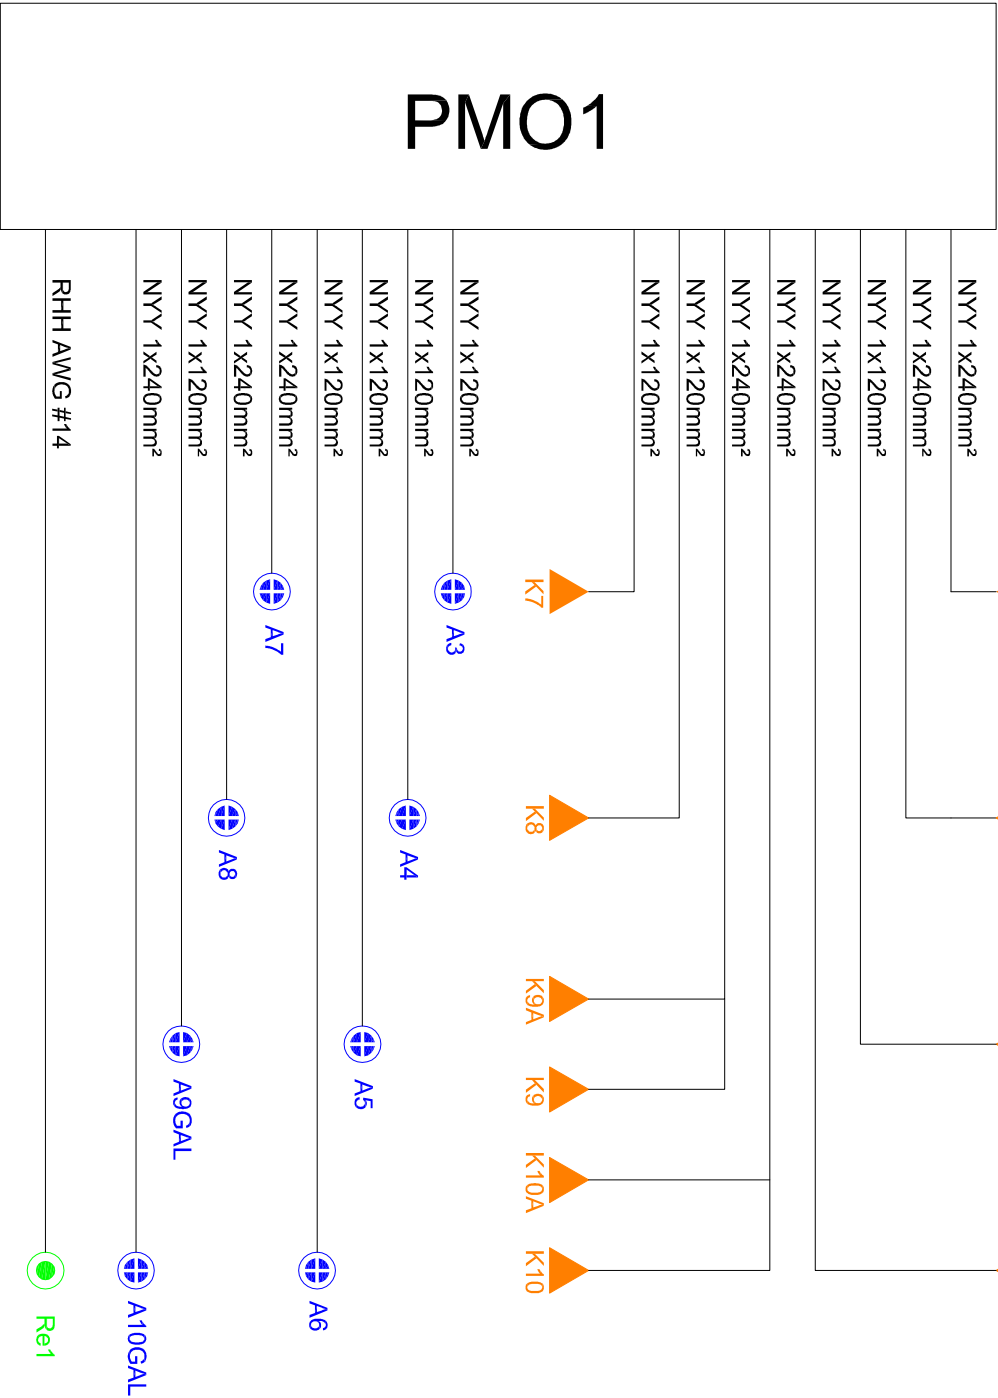 PMO1
RHH AWG #14
NYY 1x240mm²
NYY 1x120mm²
NYY 1x240mm²
NYY 1x240mm²
NYY 1x120mm²
NYY 1x120mm²
NYY 1x120mm²
NYY 1x120mm²
NYY 1x120mm²
NYY 1x120mm²
NYY 1x240mm²
NYY 1x240mm²
NYY 1x120mm²
NYY 1x120mm²
NYY 1x240mm²
NYY 1x240mm²
A7
A3
K7
A8
A4
K8
K9A
A9GAL
A5
K9
K10A
K10
Re1
A10GAL
A6